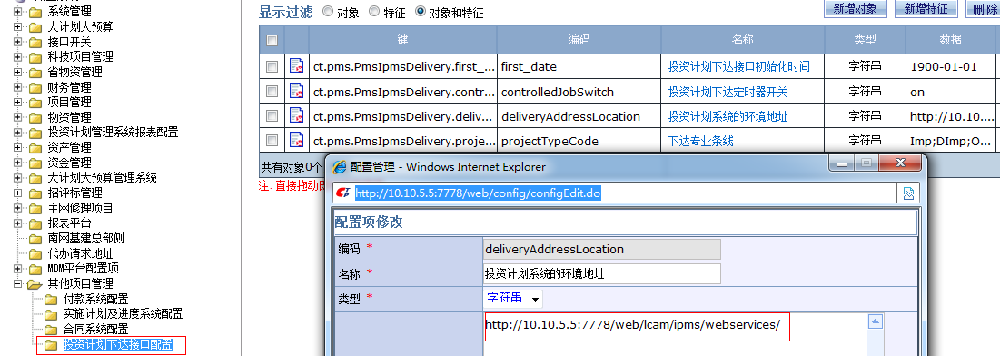 系统管理
大计划大预算
接口开关
科技项目管理
省物资管理
财务管理
项目管理
物资管理
投资计划管理系统报表配置
资产管理
资金管理
大计划大预算管理系统
招评标管理
主网修理项目
报表平台
南网基建总部侧
代办请求地址
MDM平台配置项
其他项目管理
付款系统配置
实施计划及进度系统配置
合同系统配置
投资计划下达接口配置
显示过滤 对象 特征 对象和特征 新增对象 新增特征 删除
键 编码 名称 类型 数据
ct.pms.PmsIpmsDelivery.first_... first_date 投资计划下达接口初始化时间 字符串 1900-01-01
ct.pms.PmsIpmsDelivery.contr... controlledJobSwitch 投资计划下达定时器开关 字符串 on
ct.pms.PmsIpmsDelivery.deliv... deliveryAddressLocation 投资计划系统的环境地址 字符串 http://10.10....
ct.pms.PmsIpmsDelivery.proje... projectTypeCode 下达专业条线 字符串 Imp;DImp;O...
共有对象0个
注: 直接拖动
配置管理 - Windows Internet Explorer
http://10.10.5.5:7778/web/config/configEdit.do
配置项修改
编码 * deliveryAddressLocation
名称 * 投资计划系统的环境地址
类型 * 字符串
http://10.10.5.5:7778/web/lcam/ipms/webservices/